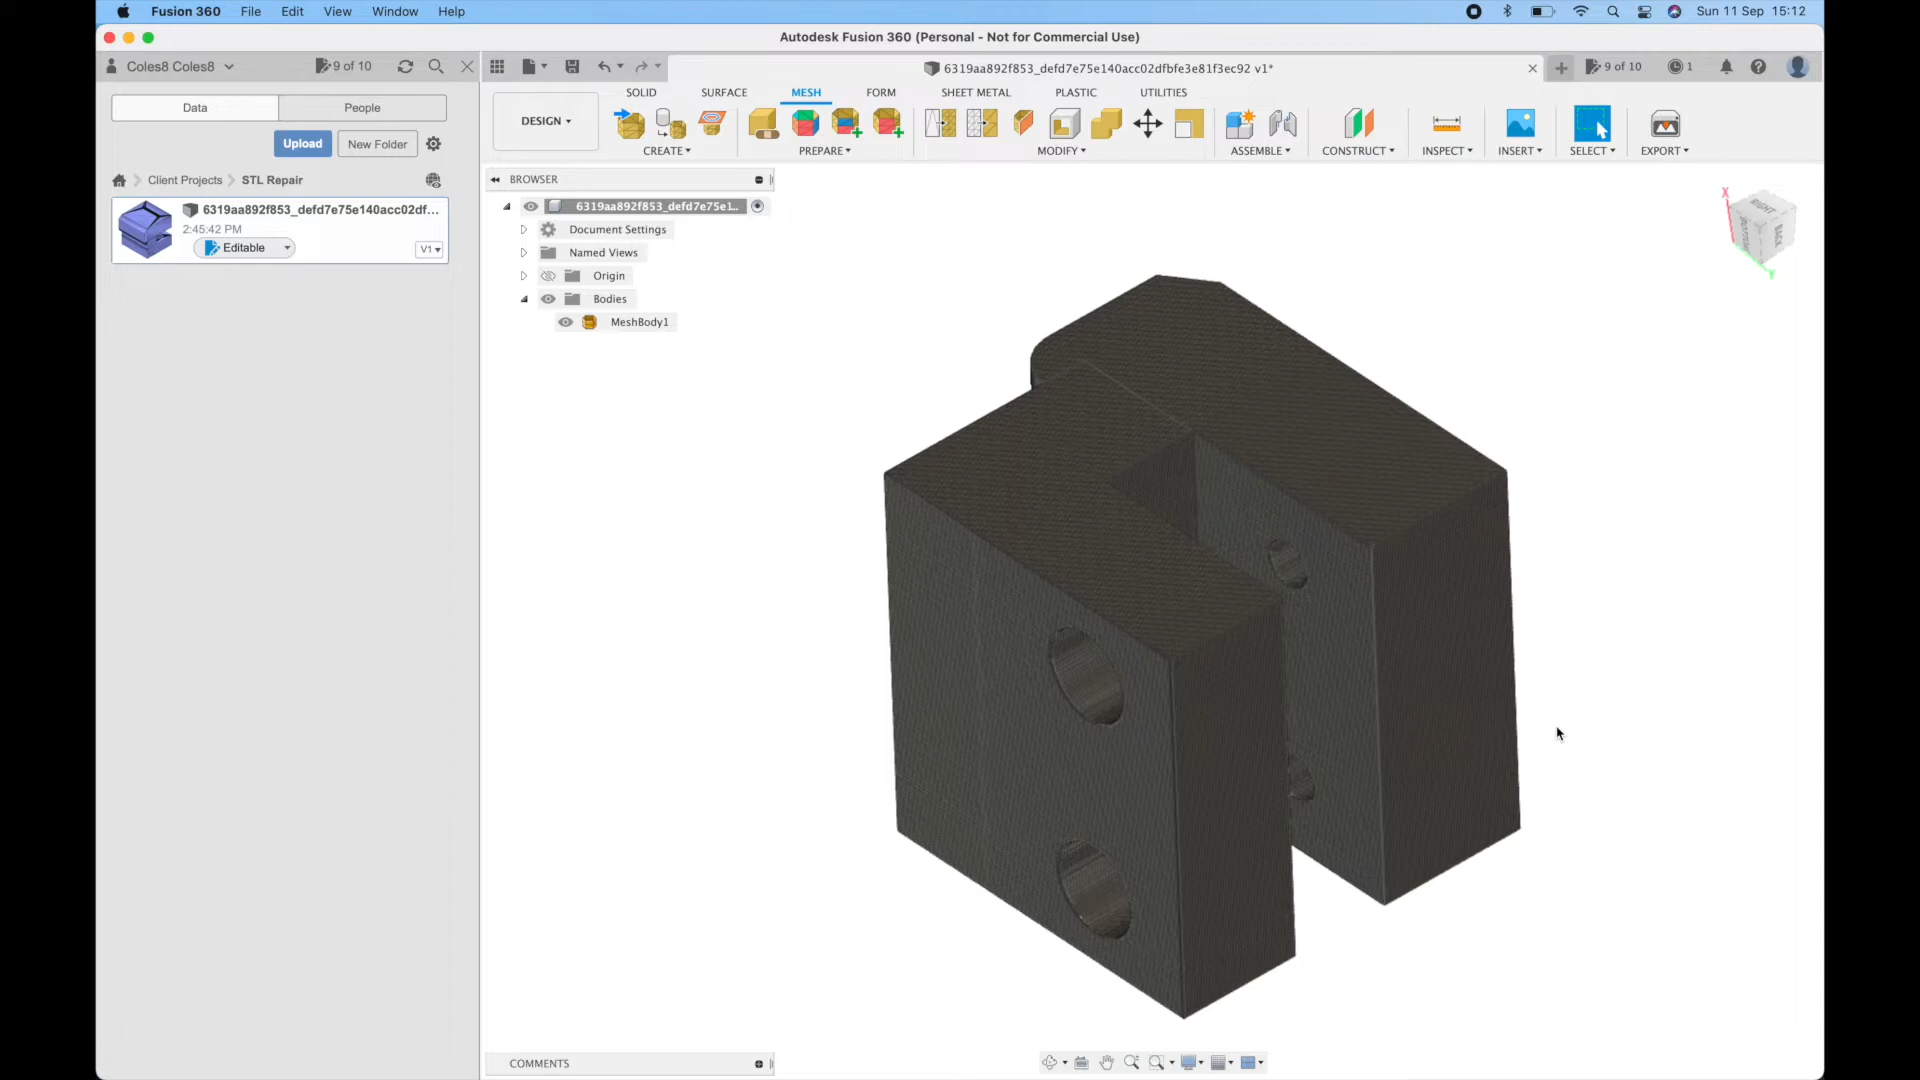 Fusion 360 File Edit View Window Help Sun 11 Sep 15:12
Autodesk Fusion 360 (Personal - Not for Commercial Use)
Coles8 Coles8 9 of 10
6319aa892f853_defd7e75e140acc02dfbfe3e81f3ec92 v1* 9 of 10 1
Data People
Upload New Folder
Client Projects STL Repair
6319aa892f853_defd7e75e140acc02df...
2:45:42 PM
Editable V1
SOLID SURFACE MESH FORM SHEET METAL PLASTIC UTILITIES
DESIGN
CREATE PREPARE MODIFY ASSEMBLE CONSTRUCT INSPECT INSERT SELECT EXPORT
BROWSER
6319aa892f853_defd7e75e1...
Document Settings
Named Views
Origin
Bodies
MeshBody1
X
RIGHT
BACK
Y
COMMENTS